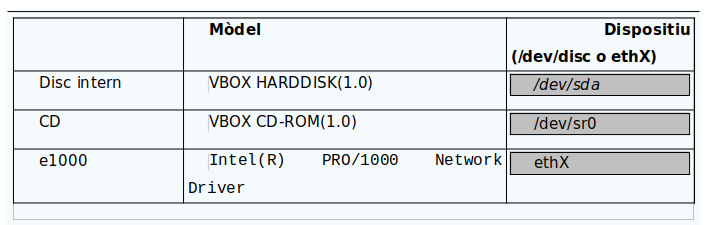 Mòdel Dispositiu
(/dev/disc o ethX)
Disc intern VBOX HARDDISK(1.0) /dev/sda
CD VBOX CD-ROM(1.0) /dev/sr0
e1000 Intel(R) PRO/1000 Network ethX
Driver